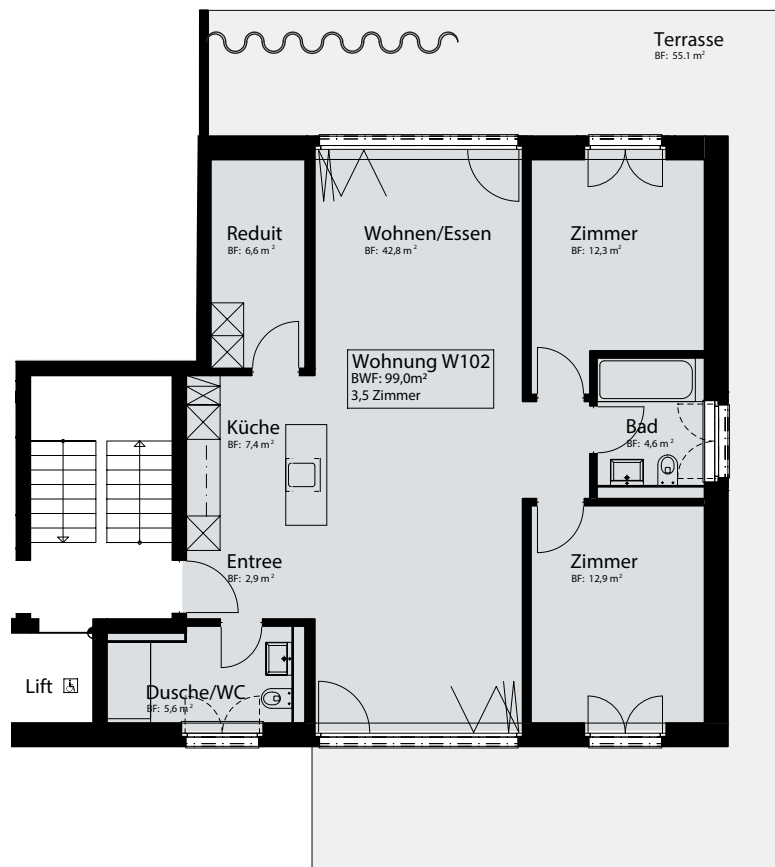 Terrasse
BF: 55.1 m²
Reduit
BF: 6,6 m²
Wohnen/Essen
BF: 42,8 m²
Zimmer
BF: 12,3 m²
Wohnung W102
BWF: 99,0m²
3,5 Zimmer
Küche
BF: 7,4 m²
Bad
BF: 4,6 m²
Entree
BF: 2,9 m²
Zimmer
BF: 12,9 m²
Lift
Dusche/WC
BF: 5,6 m²